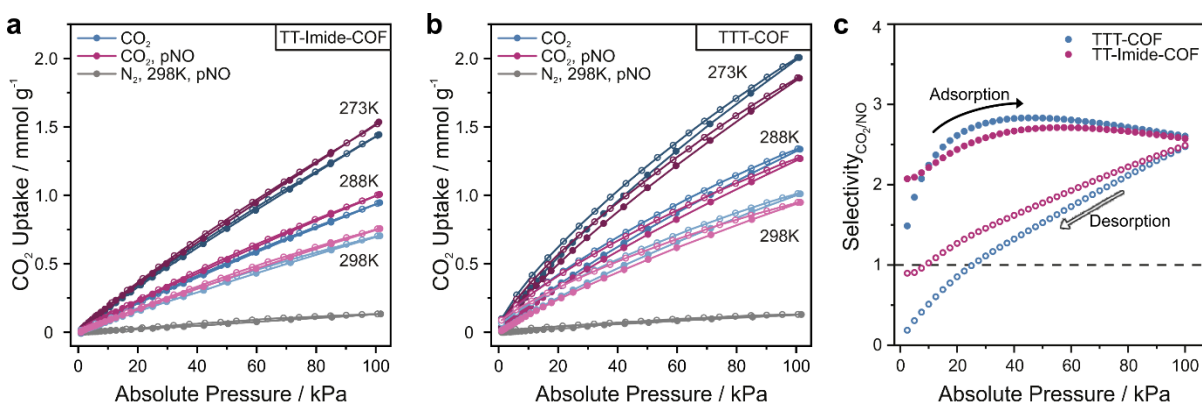 a
CO₂
CO₂, pNO
N₂, 298K, pNO
TT-Imide-COF
273K
288K
298K
2.0
1.5
1.0
0.5
0
0 20 40 60 80 100
CO₂ Uptake / mmol g⁻¹
Absolute Pressure / kPa
b
CO₂
CO₂, pNO
N₂, 298K, pNO
TTT-COF
273K
288K
298K
2.0
1.5
1.0
0.5
0
0 20 40 60 80 100
CO₂ Uptake / mmol g⁻¹
Absolute Pressure / kPa
c
TTT-COF
TT-Imide-COF
Adsorption
Desorption
4
3
2
1
0
0 20 40 60 80 100
Selectivity CO₂/NO
Absolute Pressure / kPa